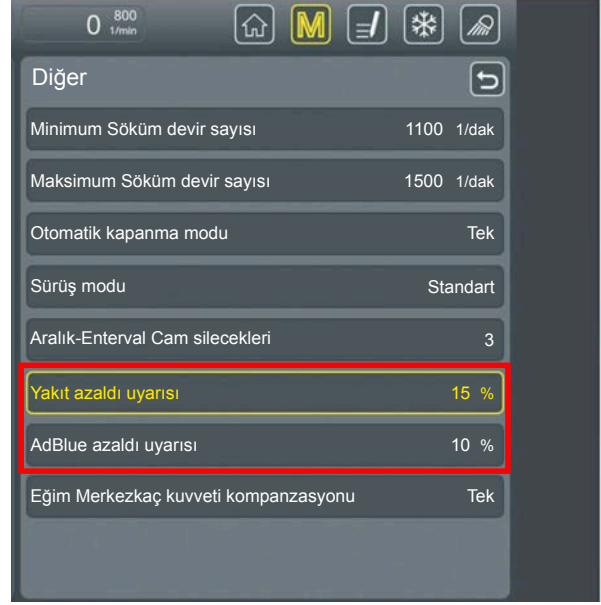 0 800 1/min M
Diğer
Minimum Söküm devir sayısı 1100 1/dak
Maksimum Söküm devir sayısı 1500 1/dak
Otomatik kapanma modu Tek
Sürüş modu Standart
Aralık-Enterval Cam silecekleri 3
Yakıt azaldı uyarısı 15 %
AdBlue azaldı uyarısı 10 %
Eğim Merkezkaç kuvveti kompanzasyonu Tek